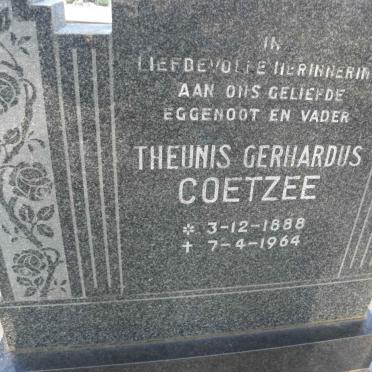 IN
LIEFDEVOLLE HERINNERIN
AAN ONS GELIEFDE
EGGENOOT EN VADER
THEUNIS GERHARDUS
COETZEE
* 3-12-1888
✝ 7-4-1964